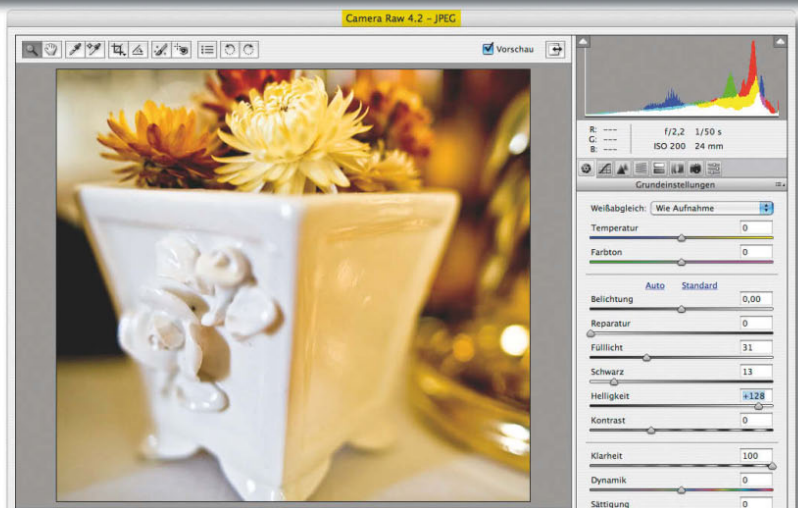 Camera Raw 4.2 – JPEG
Vorschau
R: ---
G: ---
B: ---
f/2,2 1/50 s
ISO 200 24 mm
Grundeinstellungen
Weißabgleich: Wie Aufnahme
Temperatur 0
Farbton 0
Auto Standard
Belichtung 0,00
Reparatur 0
Fülllicht 31
Schwarz 13
Helligkeit +128
Kontrast 0
Klarheit 100
Dynamik 0
Sättigung 0